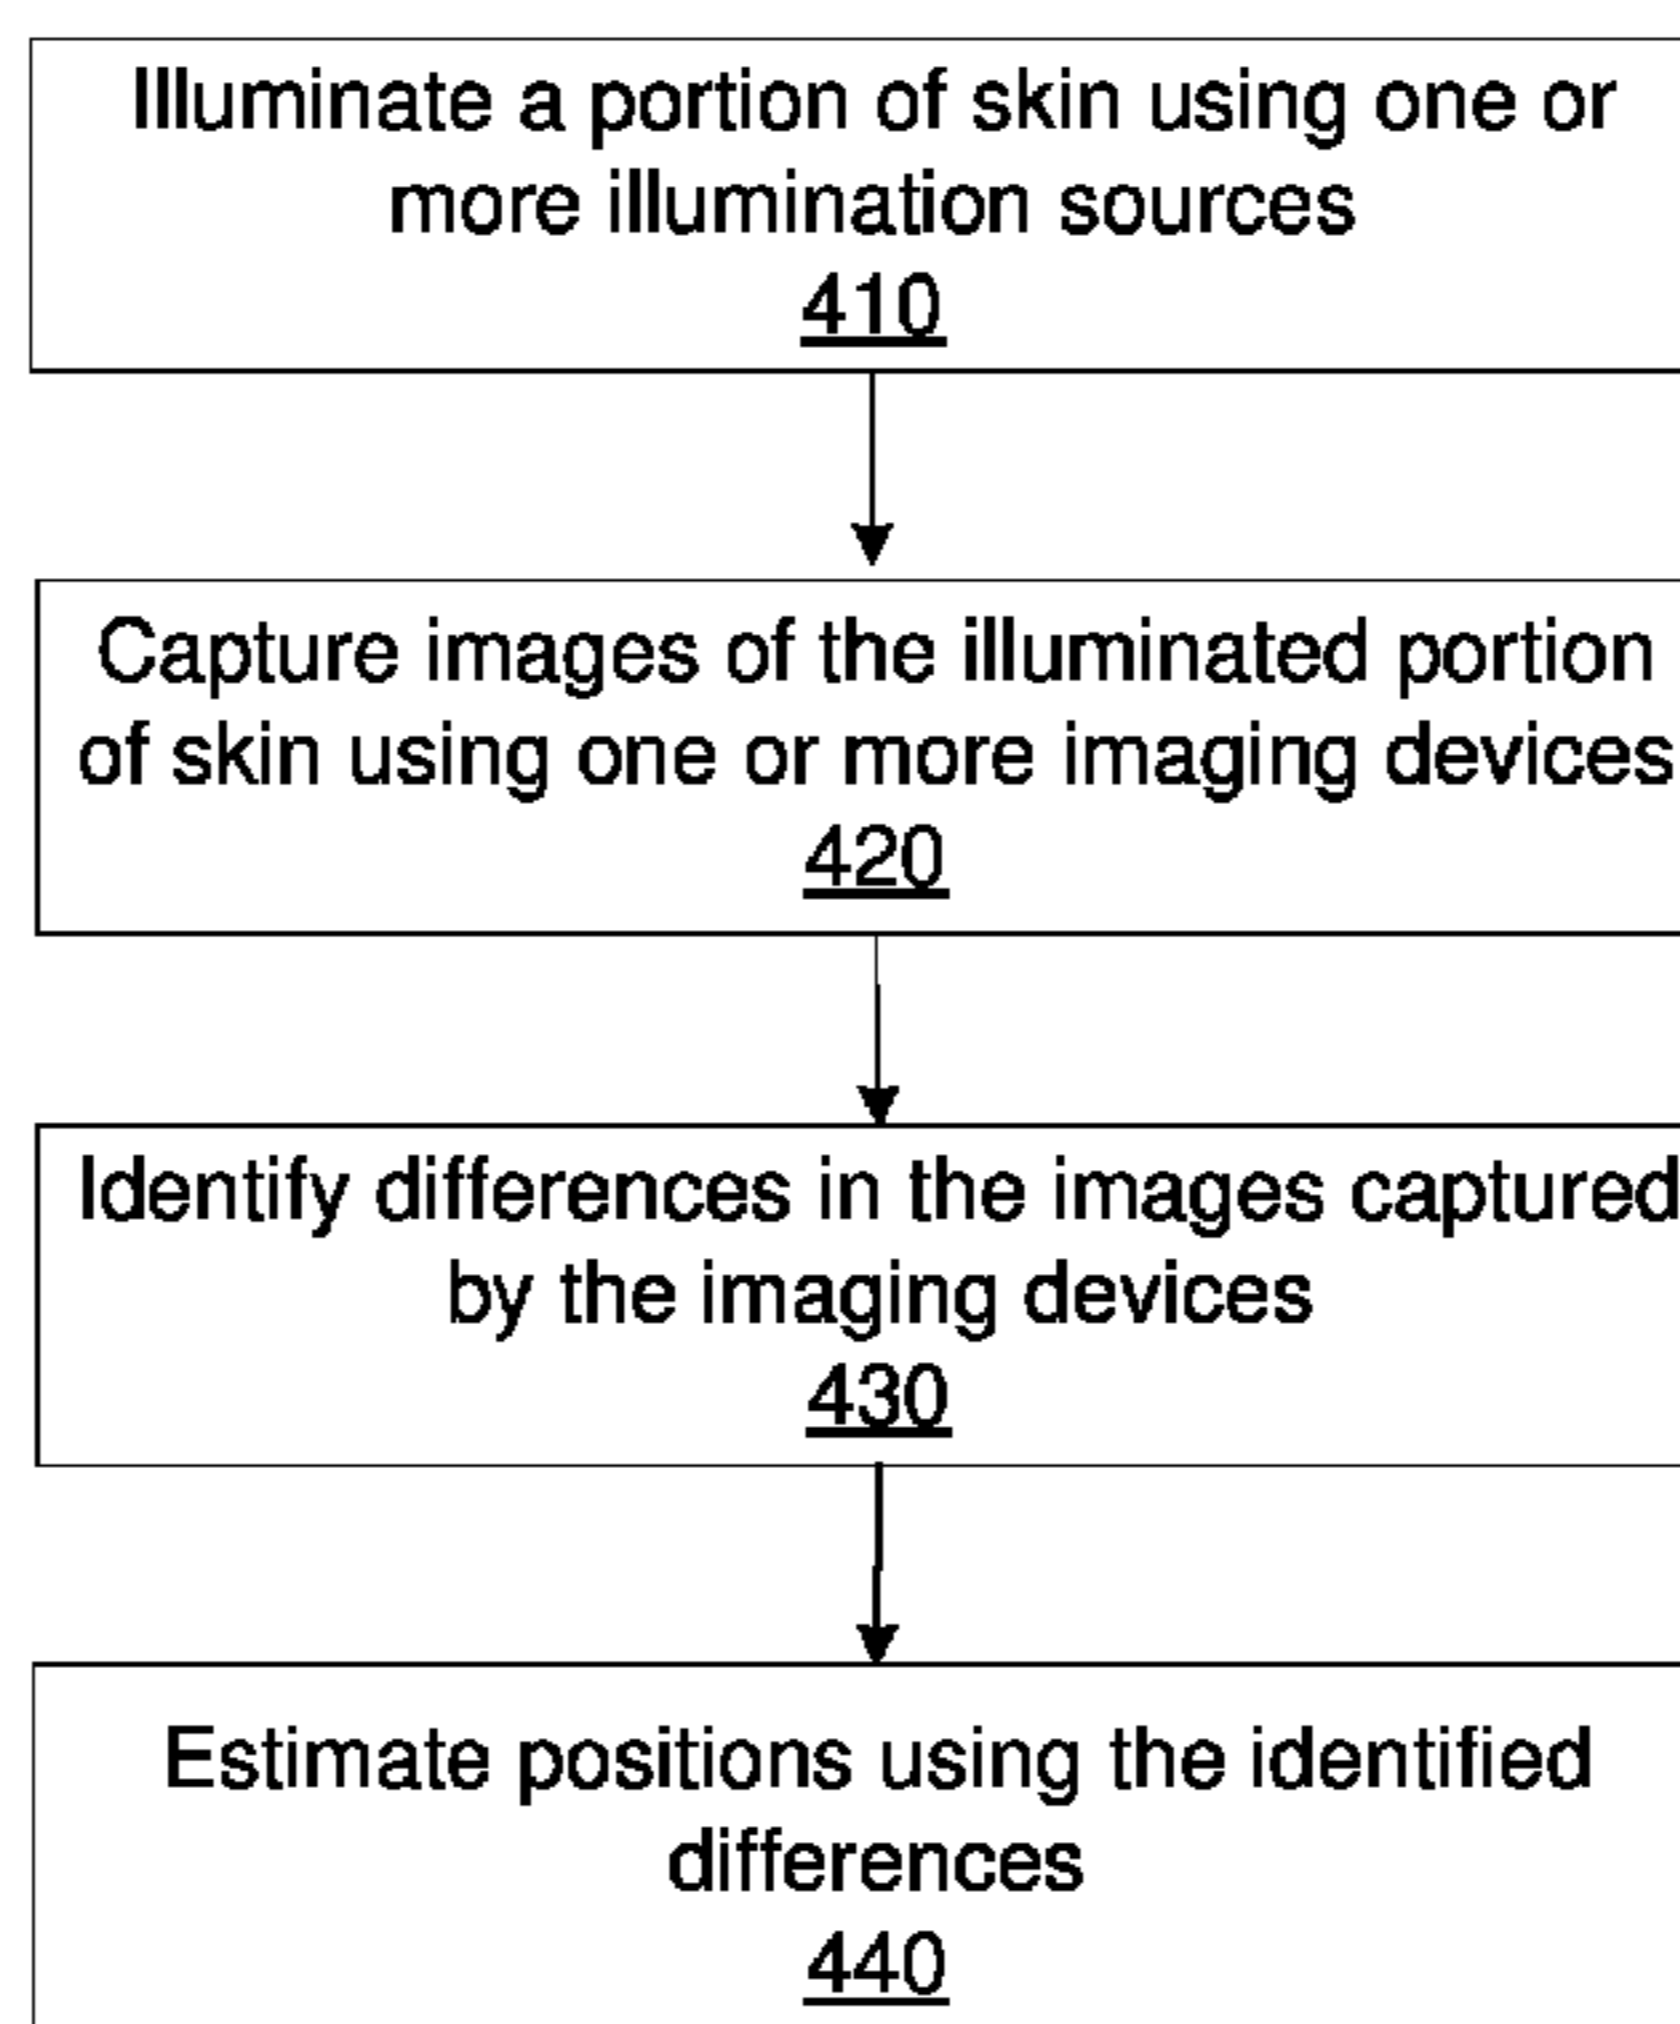 Illuminate a portion of skin using one or
more illumination sources
410
Capture images of the illuminated portion
of skin using one or more imaging devices
420
Identify differences in the images captured
by the imaging devices
430
Estimate positions using the identified
differences
440